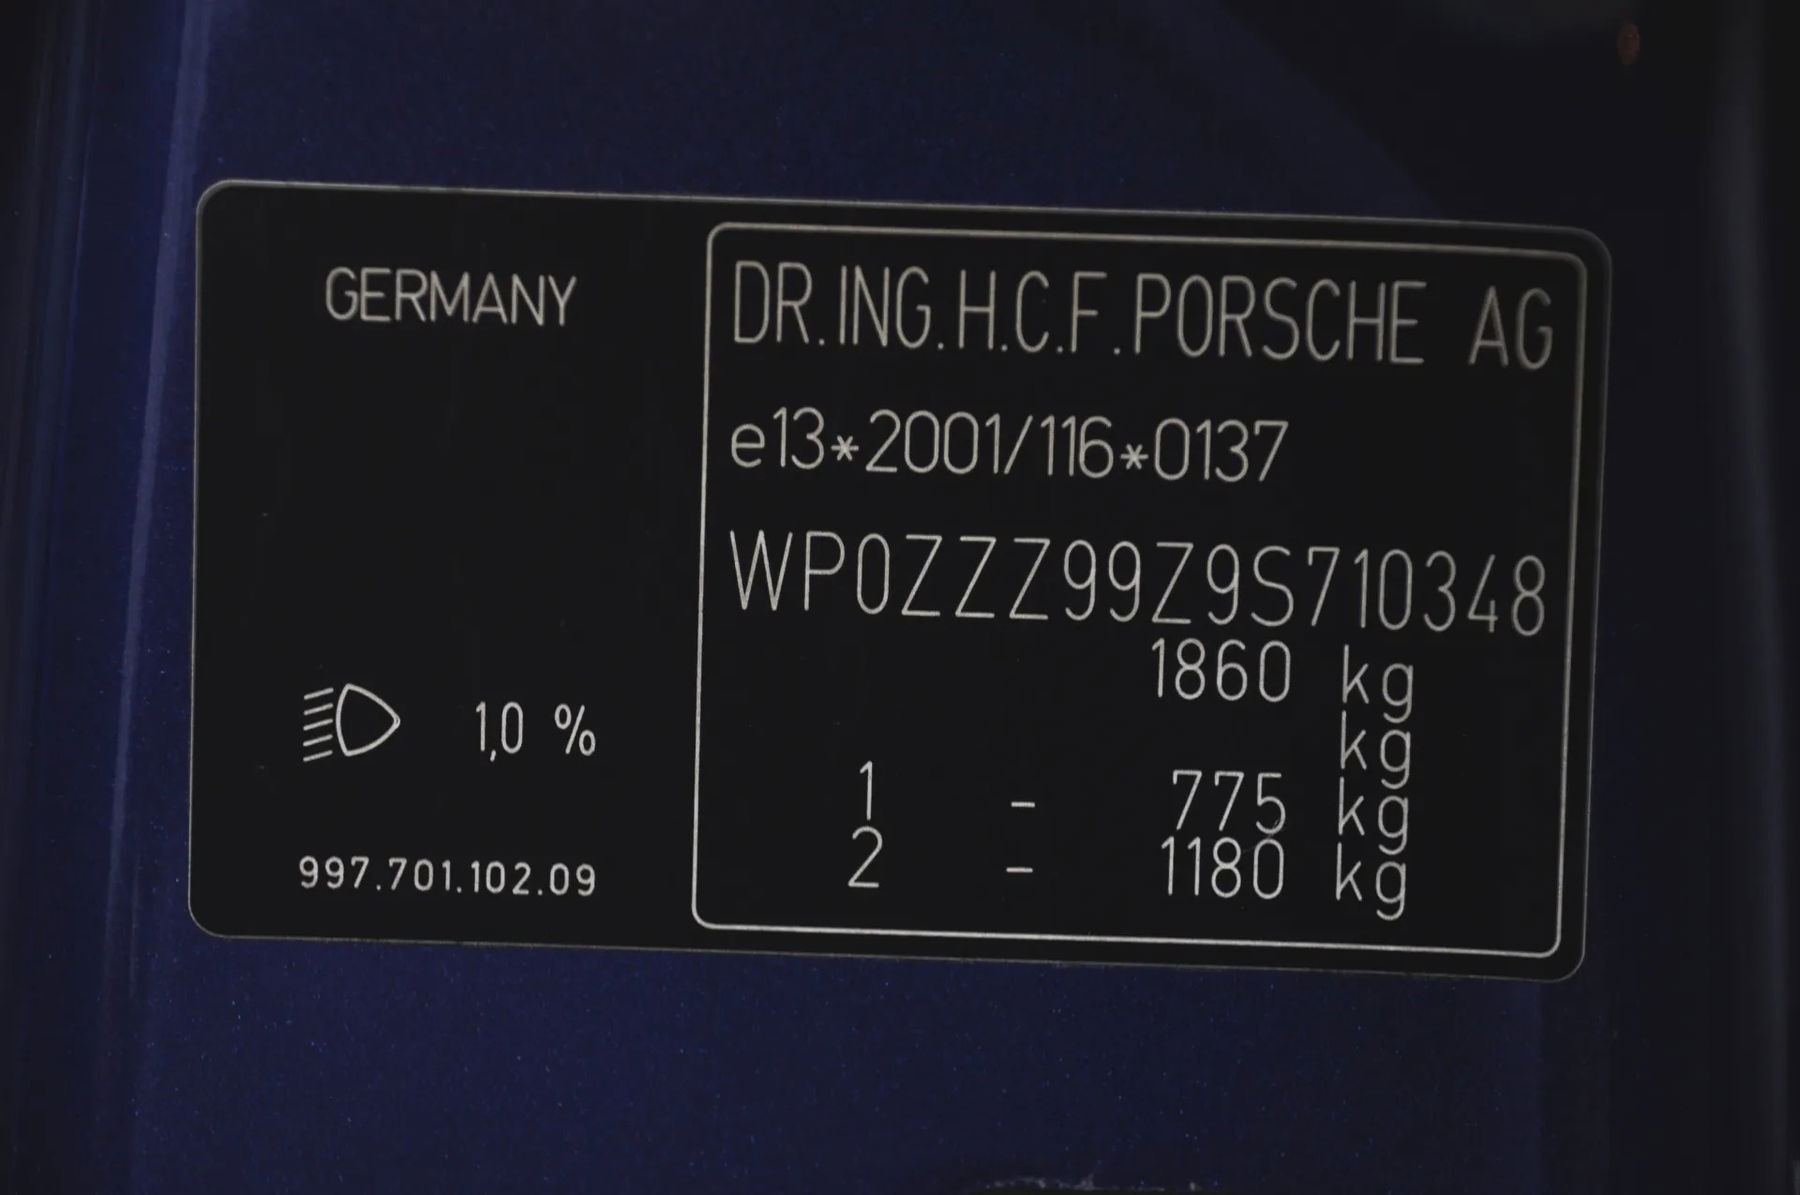 GERMANY
1,0 %
997.701.102.09
DR.ING.H.C.F.PORSCHE AG
e13*2001/116*0137
WP0ZZZ99Z9S710348
1860 kg
kg
1 - 775 kg
2 - 1180 kg